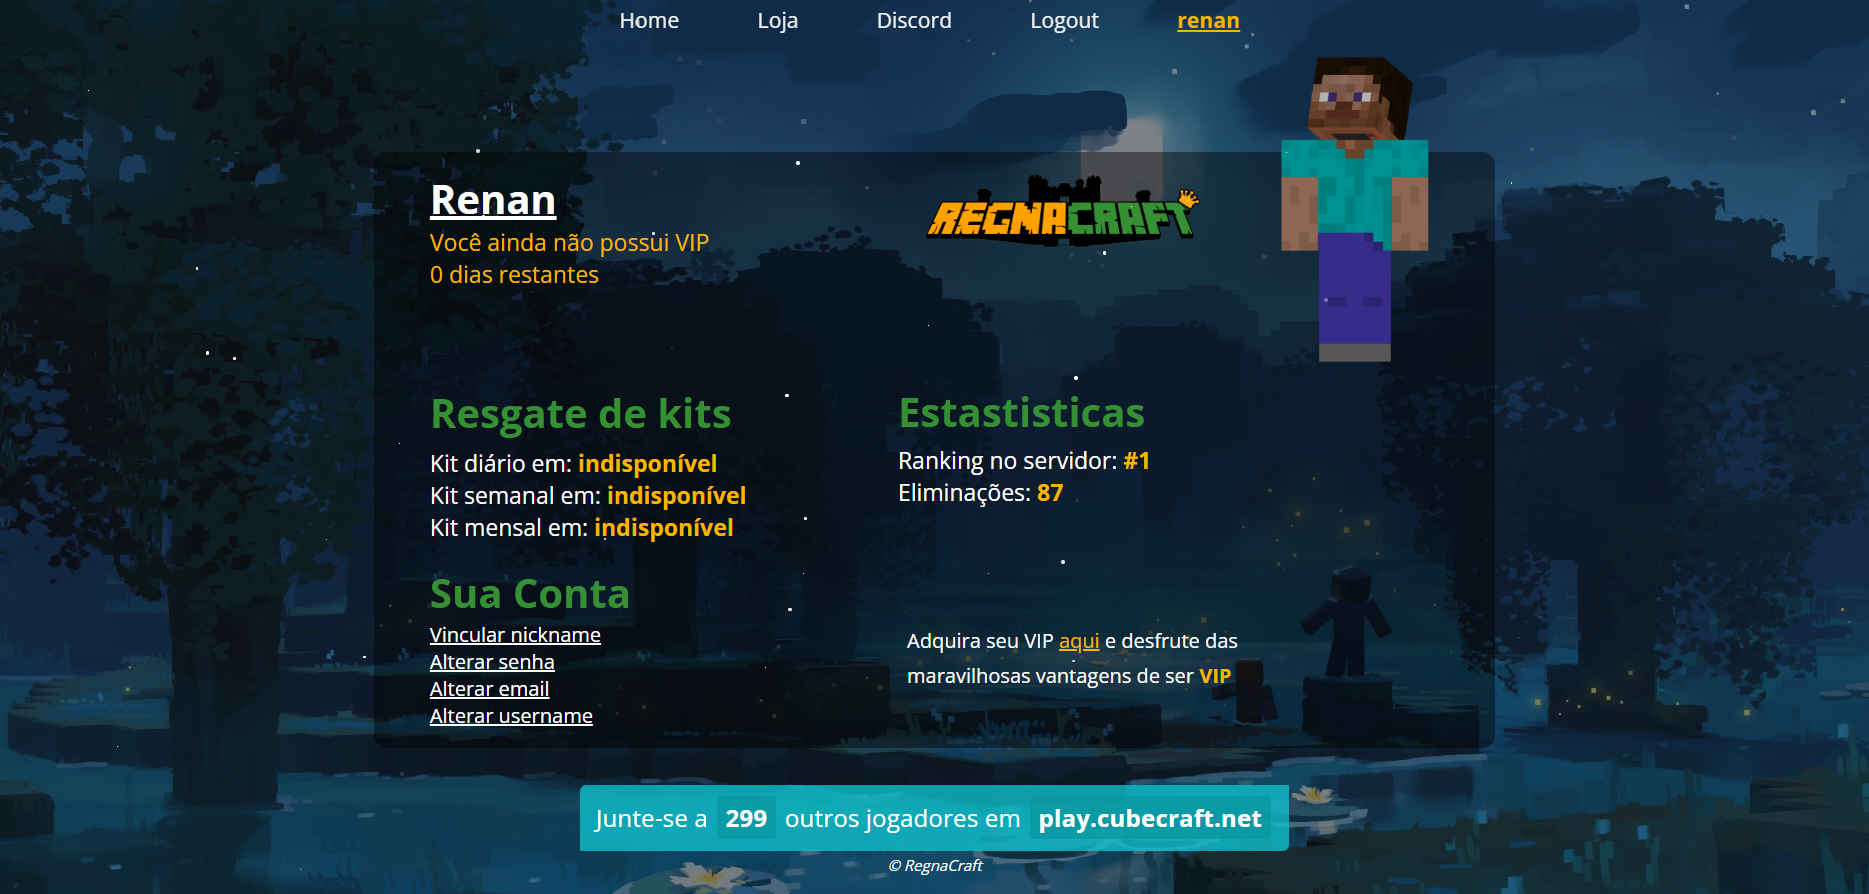 Home Loja Discord Logout renan
Renan
Você ainda não possui VIP
0 dias restantes
REGNACRAFT
Resgate de kits
Kit diário em: indisponível
Kit semanal em: indisponível
Kit mensal em: indisponível
Estastisticas
Ranking no servidor: #1
Eliminações: 87
Sua Conta
Vincular nickname
Alterar senha
Alterar email
Alterar username
Adquira seu VIP aqui e desfrute das
maravilhosas vantagens de ser VIP
Junte-se a 299 outros jogadores em play.cubecraft.net
© RegnaCraft